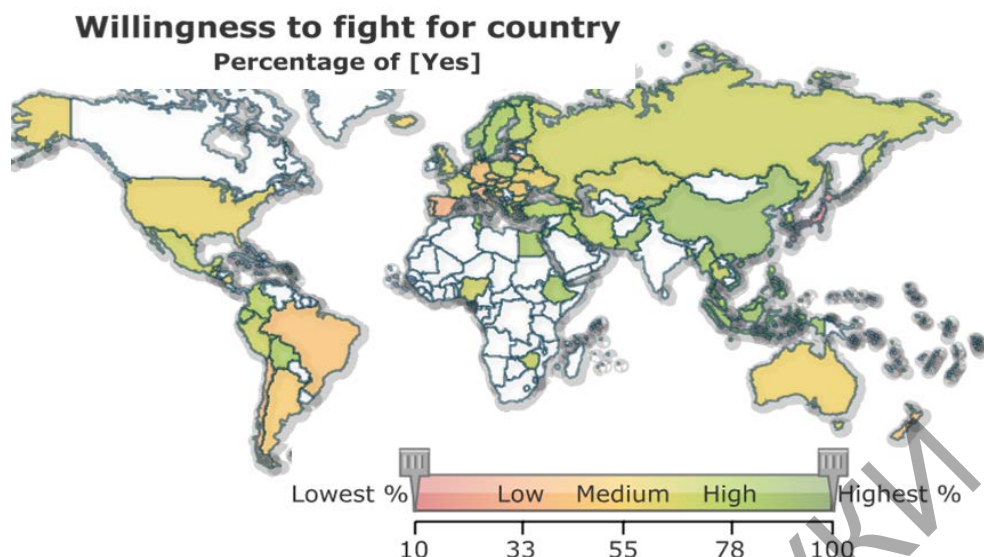 Willingness to fight for country
Percentage of [Yes]
Lowest % Low Medium High Highest %
10 33 55 78 100